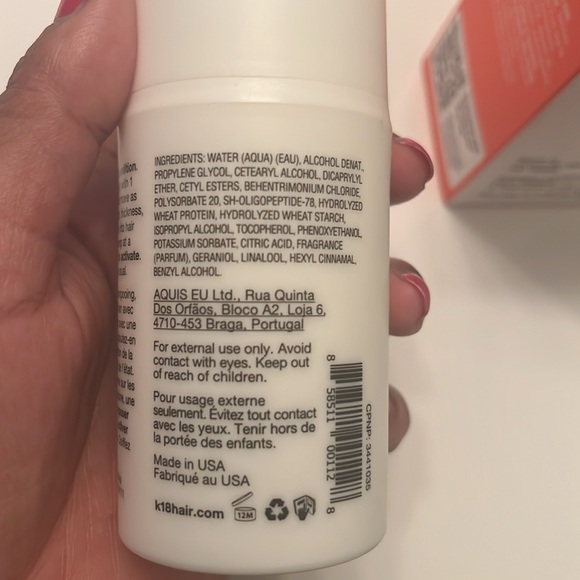 INGREDIENTS: WATER (AQUA) (EAU), ALCOHOL DENAT.,
PROPYLENE GLYCOL, CETEARYL ALCOHOL, DICAPRYLYL
ETHER, CETYL ESTERS, BEHENTRIMONIUM CHLORIDE,
POLYSORBATE 20, SH-OLIGOPEPTIDE-78, HYDROLYZED
WHEAT PROTEIN, HYDROLYZED WHEAT STARCH,
ISOPROPYL ALCOHOL, TOCOPHEROL, PHENOXYETHANOL,
POTASSIUM SORBATE, CITRIC ACID, FRAGRANCE
(PARFUM), GERANIOL, LINALOOL, HEXYL CINNAMAL,
BENZYL ALCOHOL.
AQUIS EU Ltd., Rua Quinta
Dos Orfãos, Bloco A2, Loja 6,
4710-453 Braga, Portugal
For external use only. Avoid
contact with eyes. Keep out
of reach of children.
Pour usage externe
seulement. Évitez tout contact
avec les yeux. Tenir hors de
la portée des enfants.
Made in USA
Fabriqué au USA
k18hair.com
12M
8 58511 00112 8
CPNP: 3441035